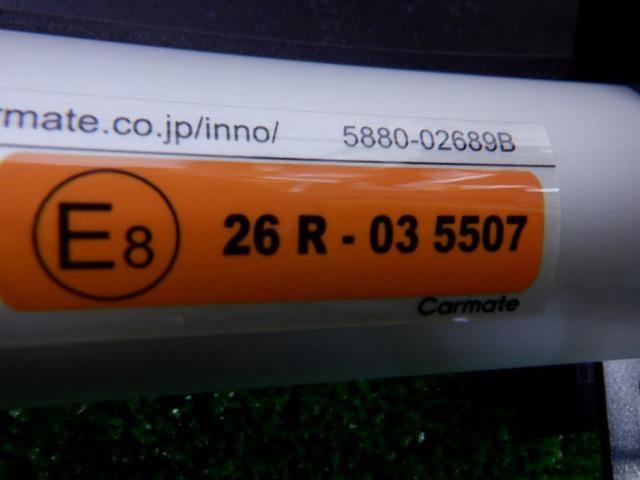 rmate.co.jp/inno/ 5880-02689B
E8 26 R - 03 5507
Carmate